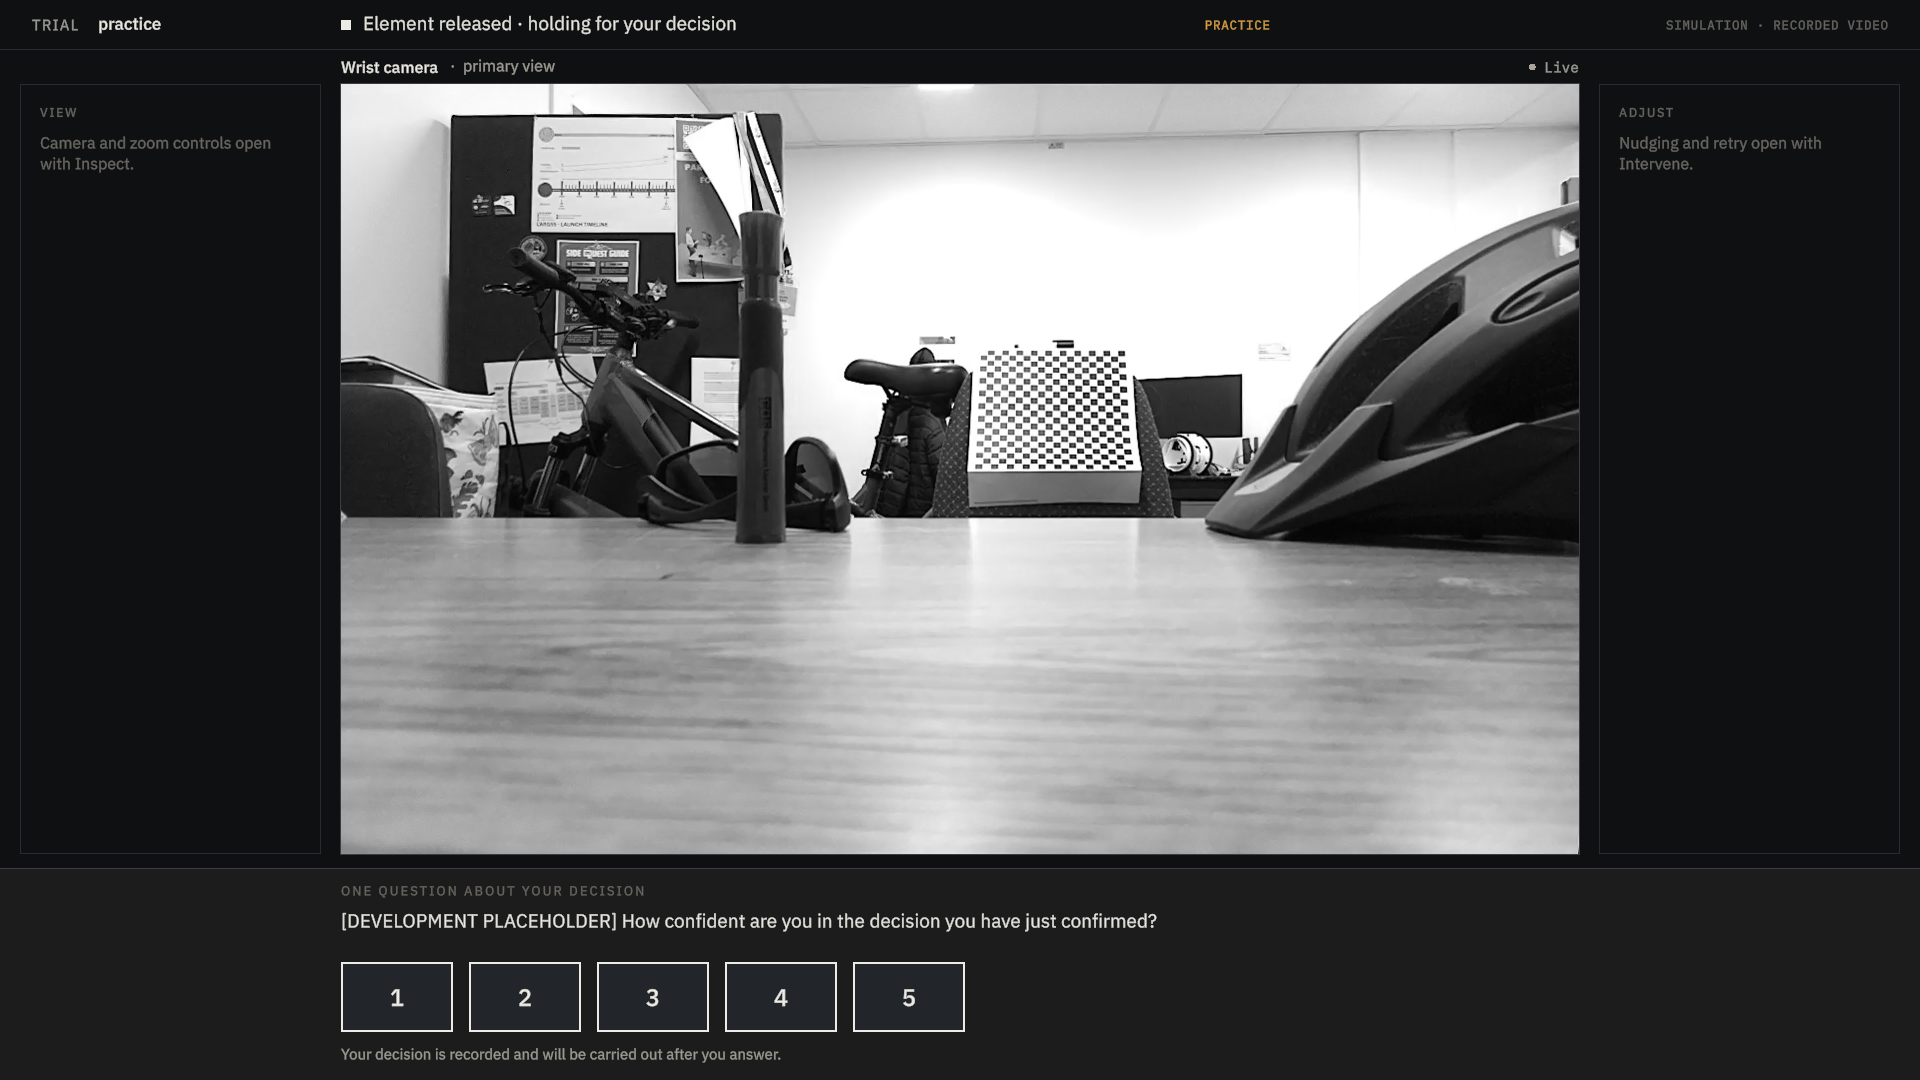 TRIAL practice
Element released · holding for your decision
PRACTICE
SIMULATION · RECORDED VIDEO
Wrist camera · primary view
Live
VIEW
Camera and zoom controls open
with Inspect.
ADJUST
Nudging and retry open with
Intervene.
LAUNCH TIMELINE
SIDE QUEST GUIDE
ONE QUESTION ABOUT YOUR DECISION
[DEVELOPMENT PLACEHOLDER] How confident are you in the decision you have just confirmed?
1 2 3 4 5
Your decision is recorded and will be carried out after you answer.